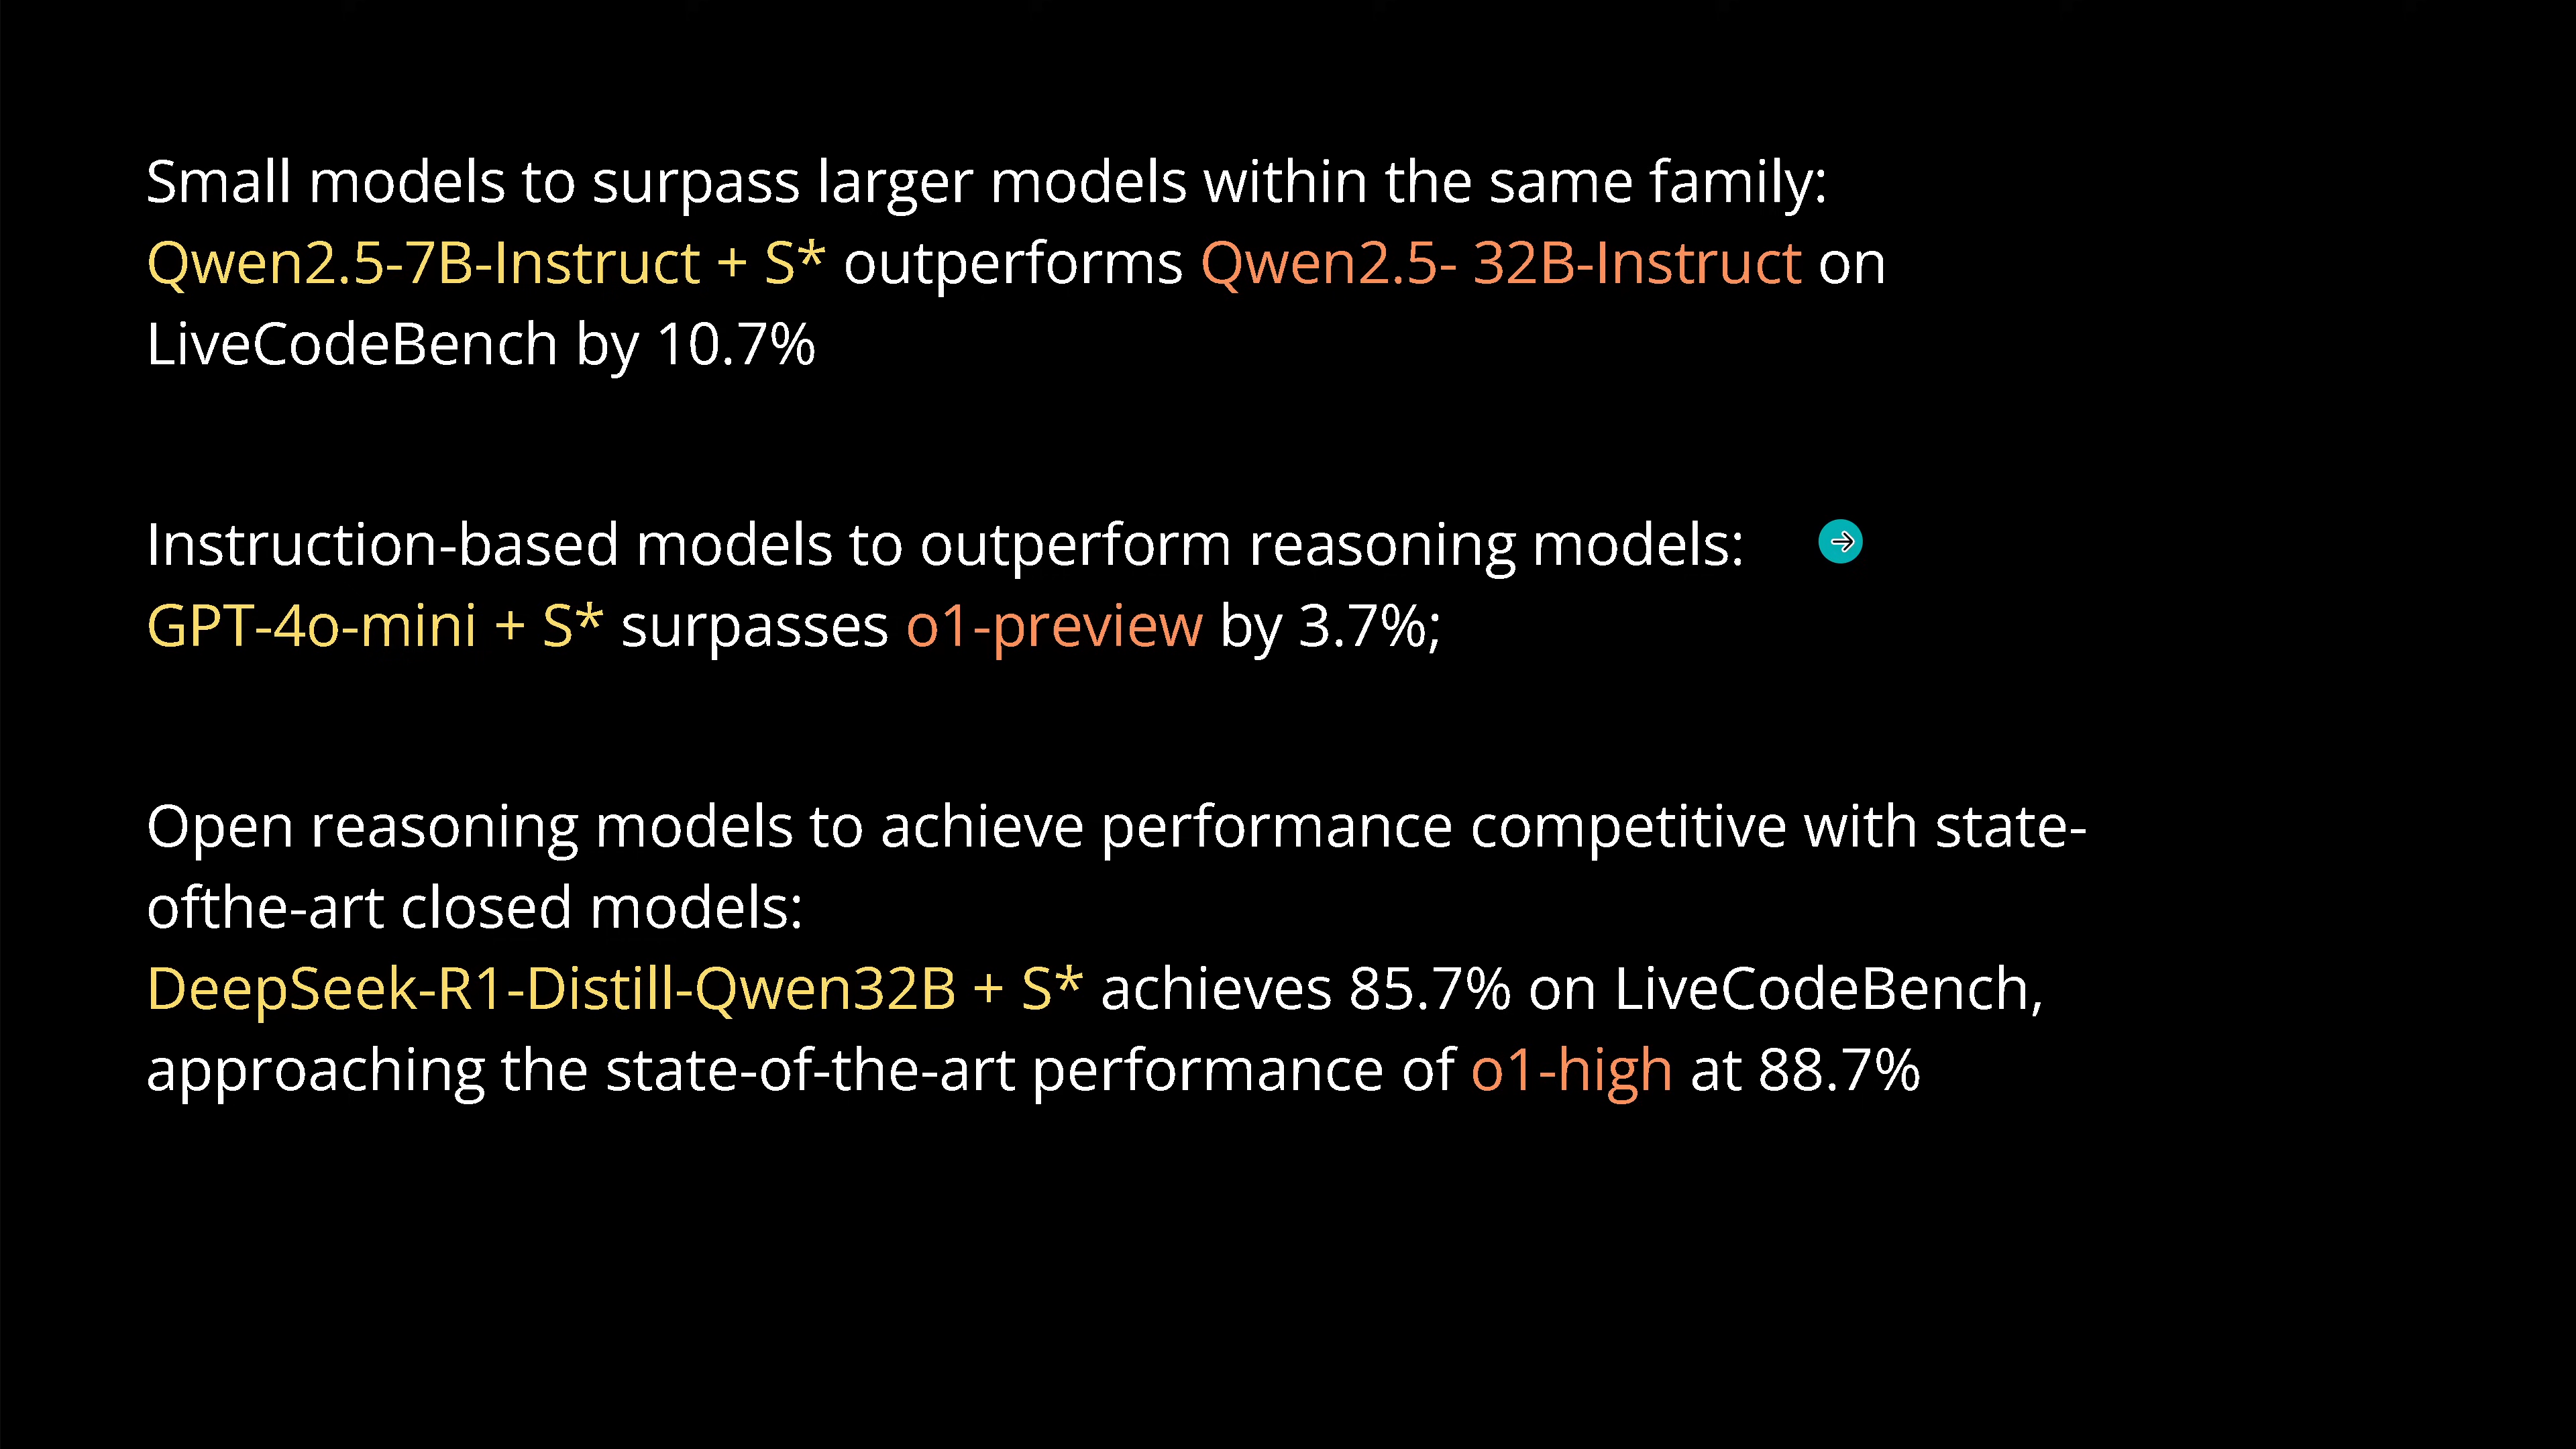 Small models to surpass larger models within the same family:
Qwen2.5-7B-Instruct + S* outperforms Qwen2.5- 32B-Instruct on
LiveCodeBench by 10.7%
Instruction-based models to outperform reasoning models:
GPT-4o-mini + S* surpasses o1-preview by 3.7%;
Open reasoning models to achieve performance competitive with state-
ofthe-art closed models:
DeepSeek-R1-Distill-Qwen32B + S* achieves 85.7% on LiveCodeBench,
approaching the state-of-the-art performance of o1-high at 88.7%